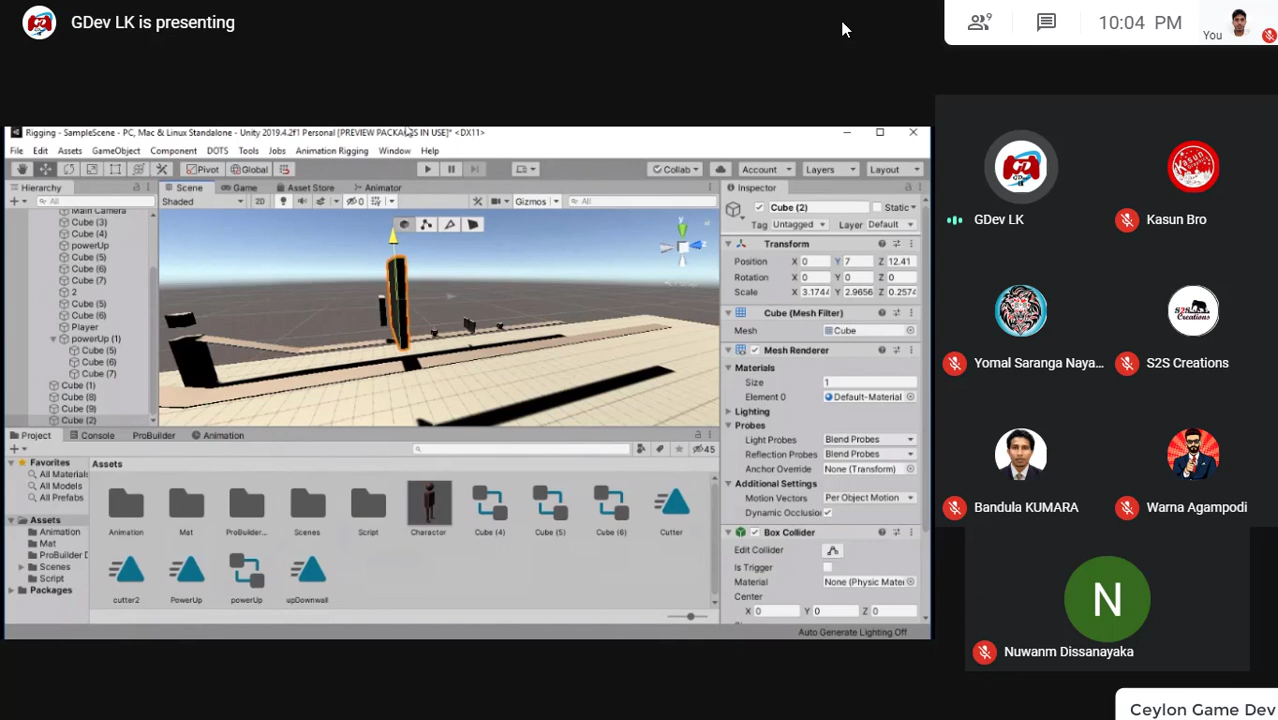 GDev LK is presenting
9
10:04 PM
You
Rigging - SampleScene - PC, Mac & Linux Standalone - Unity 2019.4.2f1 Personal [PREVIEW PACKAGES IN USE]* <DX11>
File Edit Assets GameObject Component DOTS Tools Jobs Animation Rigging Window Help
Pivot Global Collab Account Layers Layout
Hierarchy
All
Main Camera
Cube (3)
Cube (4)
powerUp
Cube (5)
Cube (6)
Cube (7)
2
Cube (5)
Cube (6)
Player
powerUp (1)
Cube (5)
Cube (6)
Cube (7)
Cube (1)
Cube (8)
Cube (9)
Cube (2)
Scene Game Asset Store Animator
Shaded 2D 0 Gizmos All
y
z
Inspector
Cube (2) Static
Tag Untagged Layer Default
Transform
Position X 0 Y 7 Z 12.41
Rotation X 0 Y 0 Z 0
Scale X 3.1744 Y 2.9656 Z 0.2574
Cube (Mesh Filter)
Mesh Cube
Mesh Renderer
Materials
Size 1
Element 0 Default-Material
Lighting
Probes
Light Probes Blend Probes
Reflection Probes Blend Probes
Anchor Override None (Transform)
Additional Settings
Motion Vectors Per Object Motion
Dynamic Occlusion
Box Collider
Edit Collider
Is Trigger
Material None (Physic Mater
Center
X 0 Y 0 Z 0
Project Console ProBuilder Animation
45
Favorites
All Materials
All Models
All Prefabs
Assets
Animation
Mat
ProBuilder D
Scenes
Script
Packages
Assets
Animation Mat ProBuilder... Scenes Script Charactor Cube (4) Cube (5) Cube (6) Cutter
cutter2 PowerUp powerUp upDownwall
Auto Generate Lighting Off
GDev LK
Kasun Bro
Yomal Saranga Naya...
S2S Creations
Bandula KUMARA
Warna Agampodi
N
Nuwanm Dissanayaka
Ceylon Game Dev